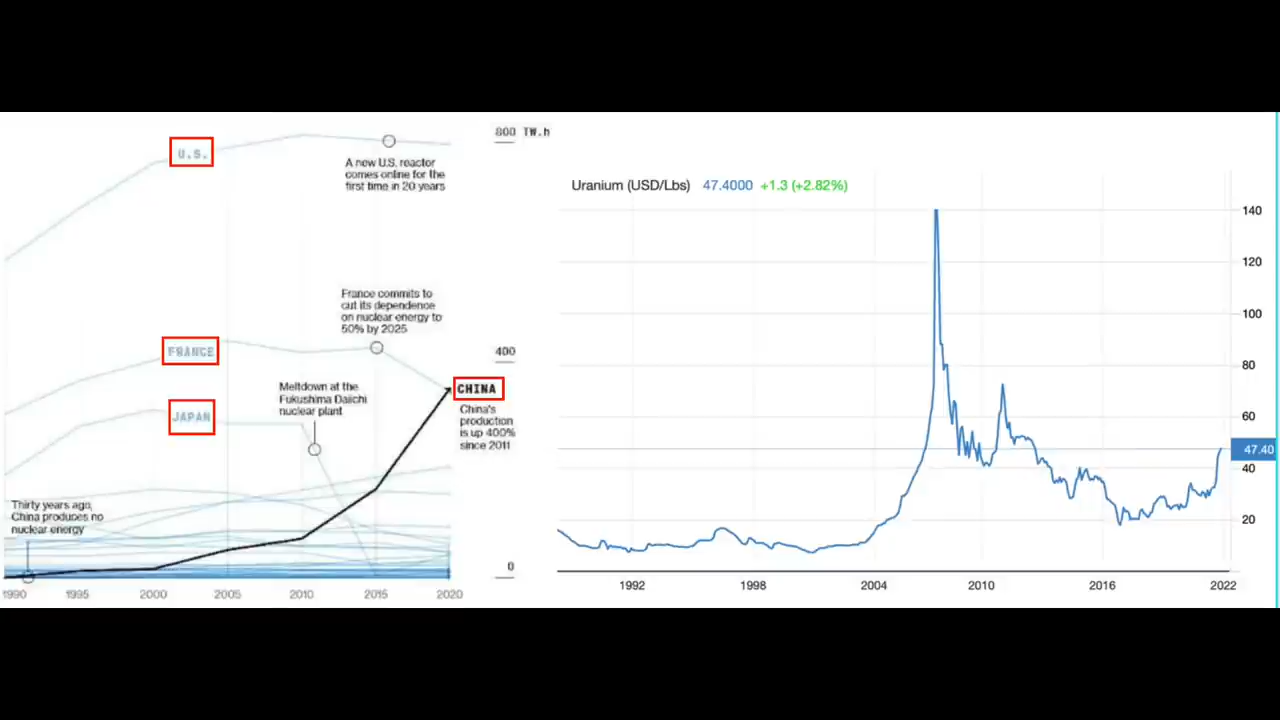 800 TW.h
U.S.
A new U.S. reactor
comes online for the
first time in 20 years
France commits to
cut its dependence
on nuclear energy to
50% by 2025
FRANCE
400
Meltdown at the
Fukushima Daiichi
nuclear plant
CHINA
JAPAN
China's
production
is up 400%
since 2011
Thirty years ago,
China produces no
nuclear energy
0
1990 1995 2000 2005 2010 2015 2020
Uranium (USD/Lbs) 47.4000 +1.3 (+2.82%)
140
120
100
80
60
47.40
40
20
1992 1998 2004 2010 2016 2022